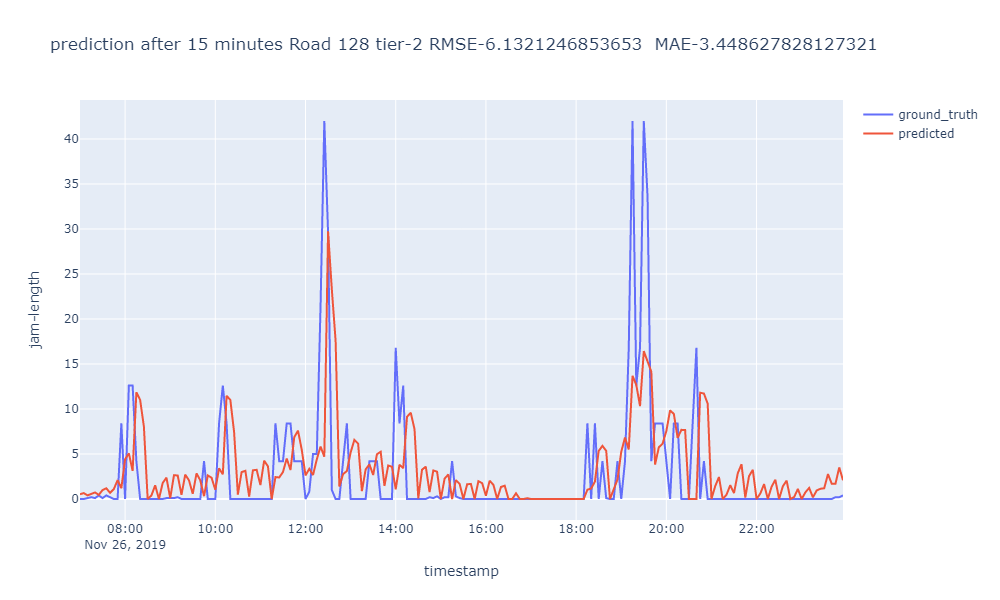 prediction after 15 minutes Road 128 tier-2 RMSE-6.1321246853653  MAE-3.448627828127321
ground_truth
predicted
jam-length
40
35
30
25
20
15
10
5
0
08:00 10:00 12:00 14:00 16:00 18:00 20:00 22:00
Nov 26, 2019
timestamp